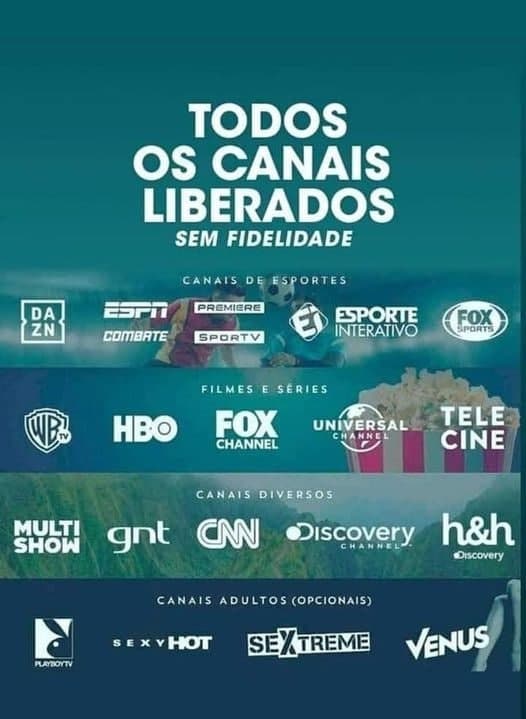 TODOS
OS CANAIS
LIBERADOS
SEM FIDELIDADE
CANAIS DE ESPORTES
DA
ZN
ESPN
PREMIERE
COMBATE
SPORTV
Ei
ESPORTE
INTERATIVO
FOX
SPORTS
FILMES E SÉRIES
WB TV
HBO
FOX
CHANNEL
UNIVERSAL
CHANNEL
TELE
CINE
CANAIS DIVERSOS
MULTI
SHOW
gnt
CNN
Discovery
CHANNEL
h&h
Discovery
CANAIS ADULTOS (OPCIONAIS)
PLAYBOY TV
SEXYHOT
SEXTREME
VENUS